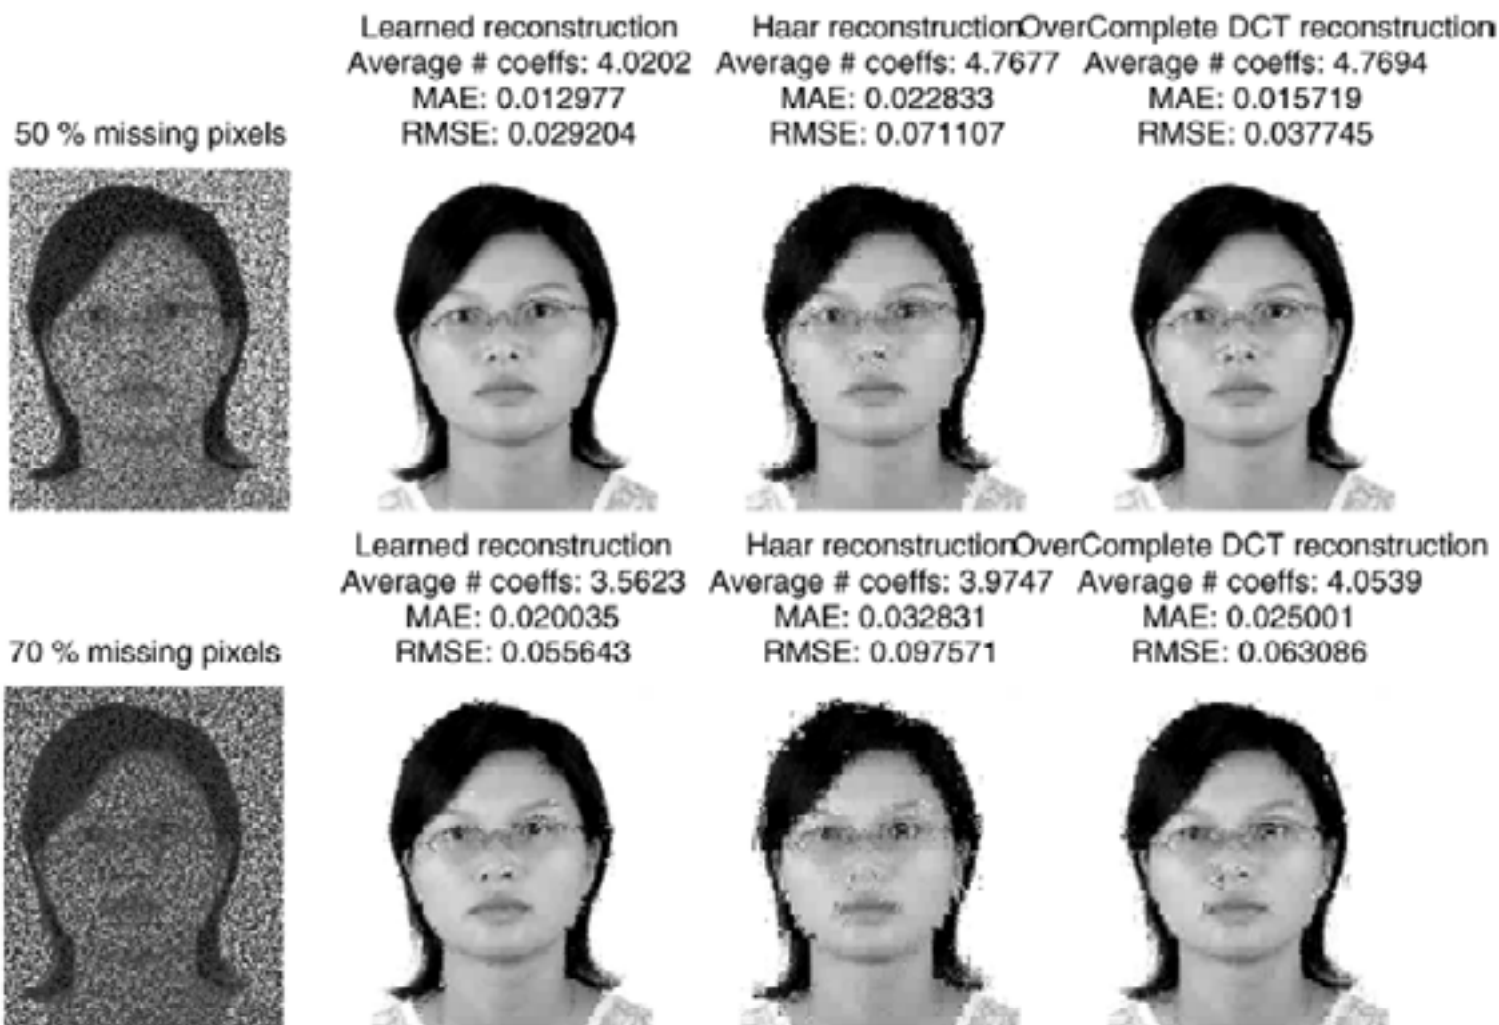 Learned reconstruction
Average # coeffs: 4.0202
MAE: 0.012977
RMSE: 0.029204
Haar reconstruction
Average # coeffs: 4.7677
MAE: 0.022833
RMSE: 0.071107
OverComplete DCT reconstruction
Average # coeffs: 4.7694
MAE: 0.015719
RMSE: 0.037745
50 % missing pixels
Learned reconstruction
Average # coeffs: 3.5623
MAE: 0.020035
RMSE: 0.055643
Haar reconstruction
Average # coeffs: 3.9747
MAE: 0.032831
RMSE: 0.097571
OverComplete DCT reconstruction
Average # coeffs: 4.0539
MAE: 0.025001
RMSE: 0.063086
70 % missing pixels